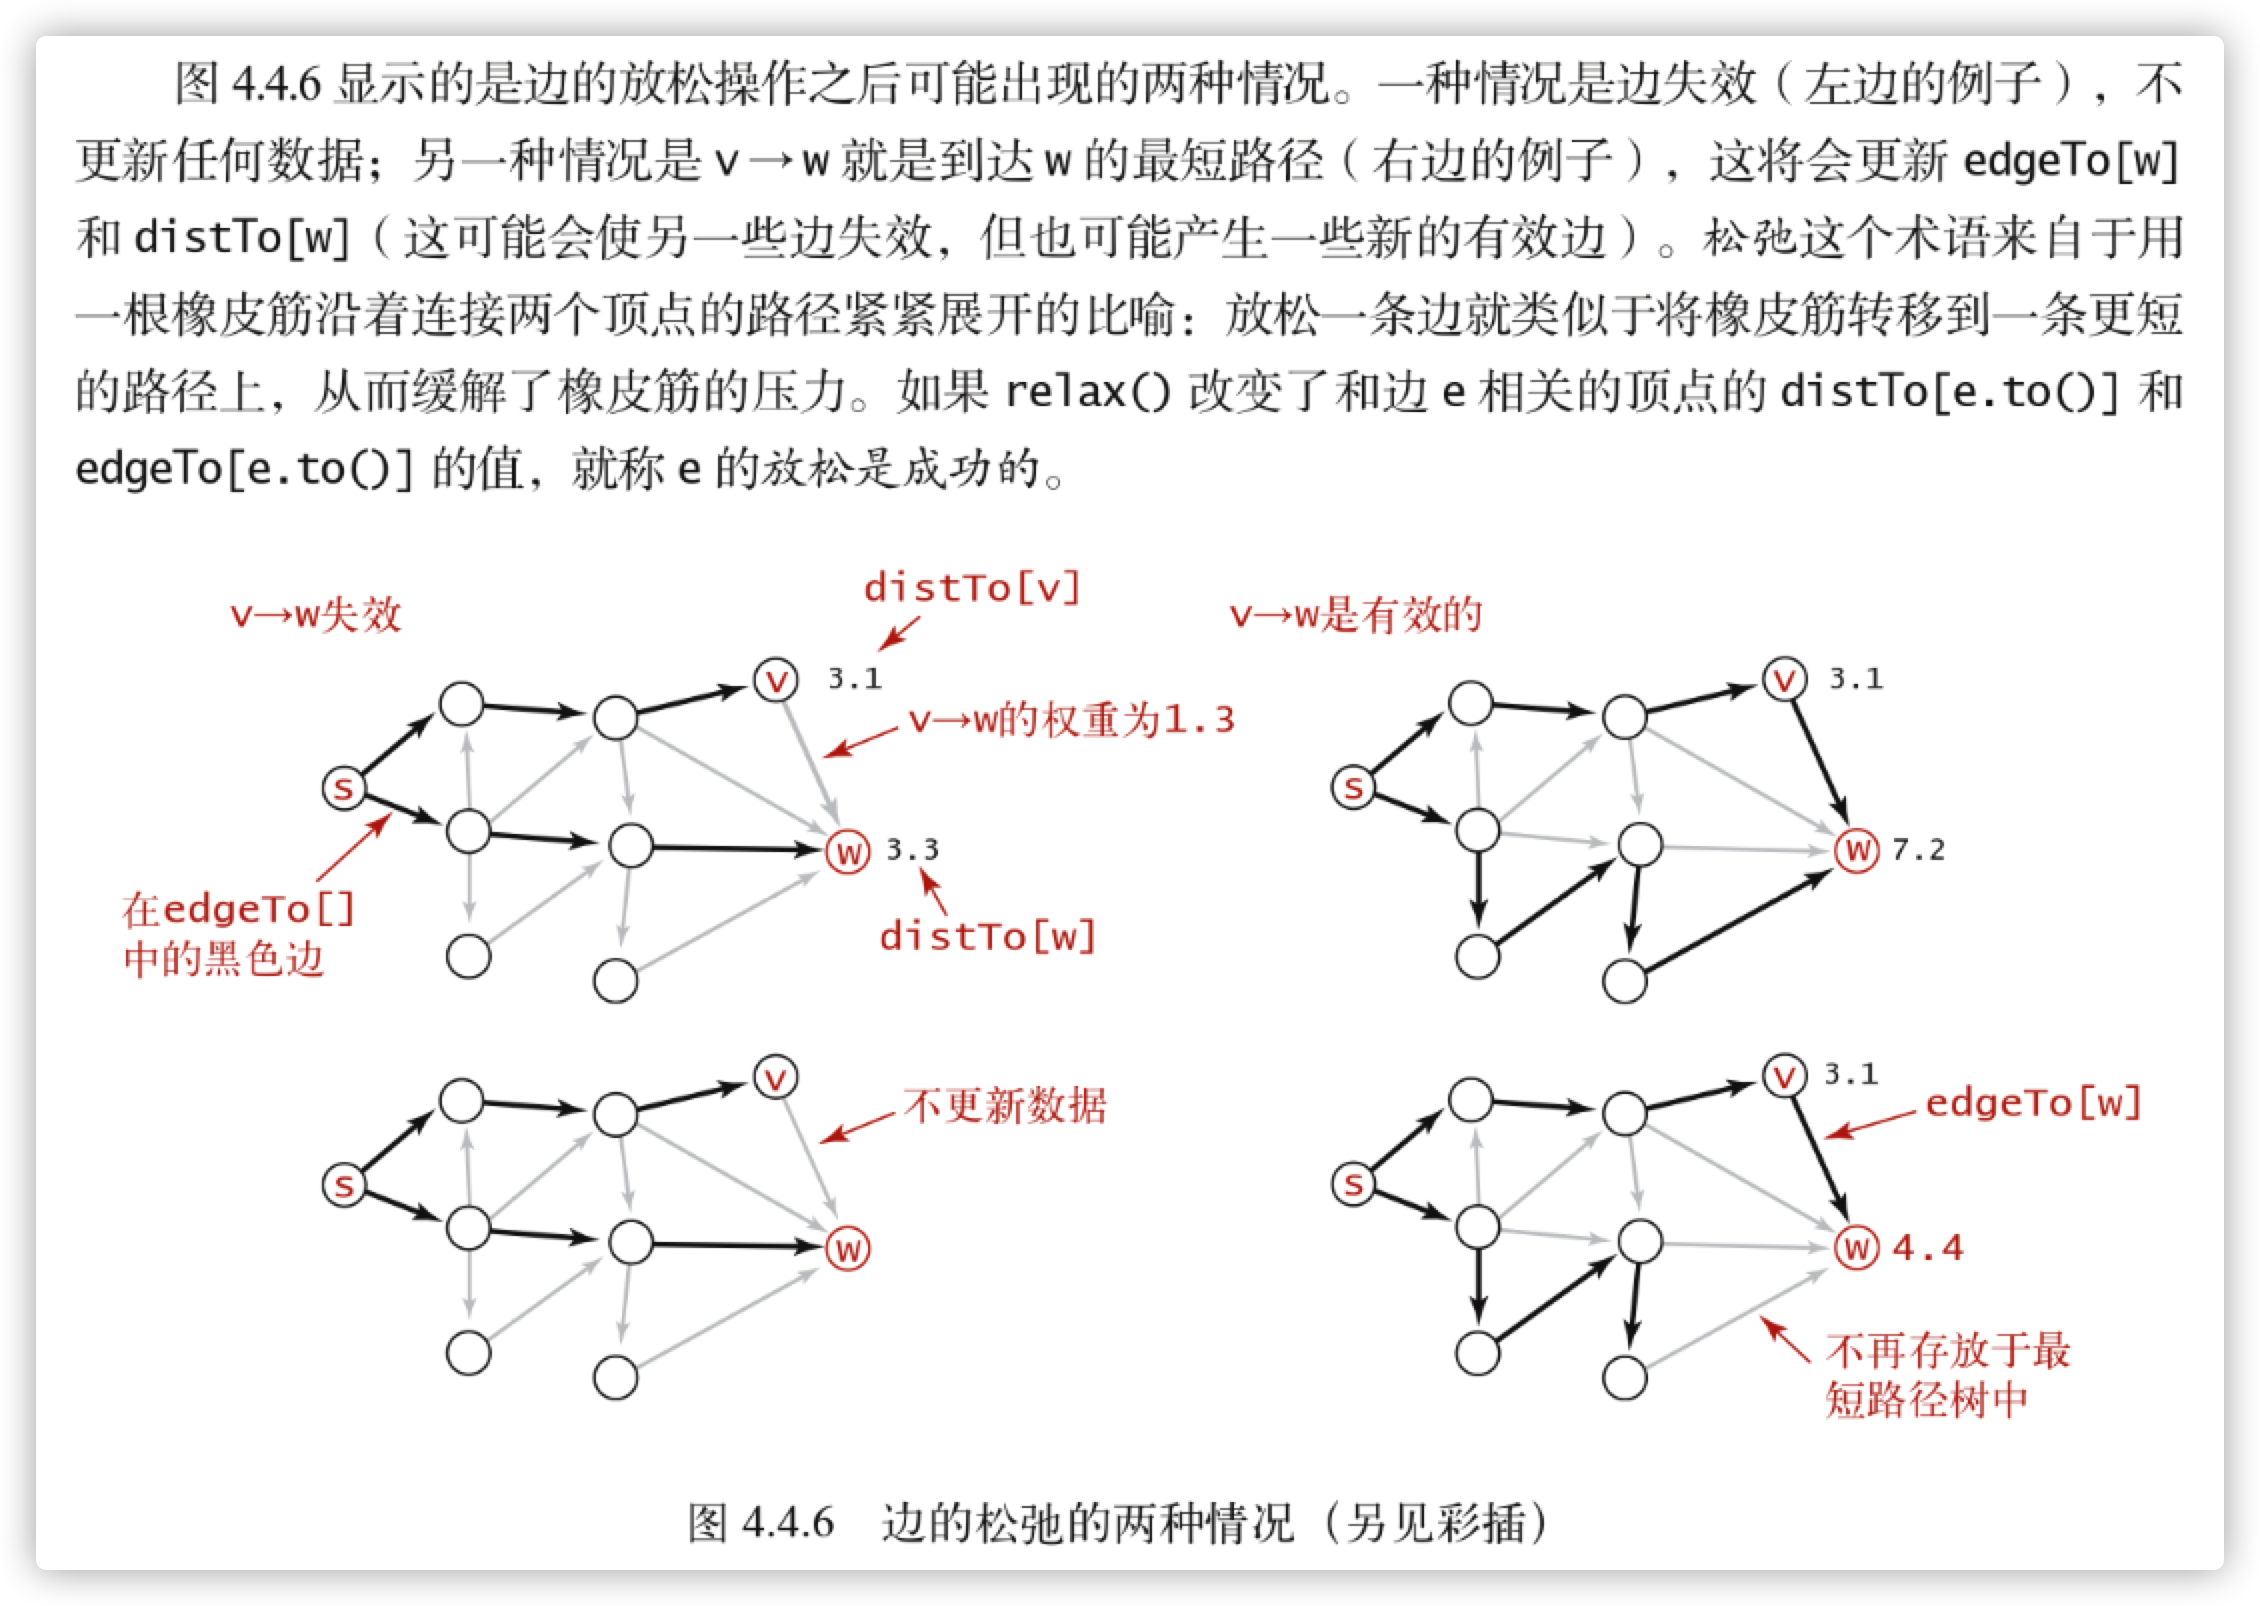 图 4.4.6 显示的是边的放松操作之后可能出现的两种情况。一种情况是边失效（左边的例子），不
更新任何数据；另一种情况是 v→w 就是到达 w 的最短路径（右边的例子），这将会更新 edgeTo[w]
和 distTo[w]（这可能会使另一些边失效，但也可能产生一些新的有效边）。松弛这个术语来自于用
一根橡皮筋沿着连接两个顶点的路径紧紧展开的比喻：放松一条边就类似于将橡皮筋转移到一条更短
的路径上，从而缓解了橡皮筋的压力。如果 relax() 改变了和边 e 相关的顶点的 distTo[e.to()] 和
edgeTo[e.to()] 的值，就称 e 的放松是成功的。
v→w失效
distTo[v]
v 3.1
v→w的权重为1.3
s
w 3.3
在edgeTo[]
中的黑色边
distTo[w]
v→w是有效的
v 3.1
s
w 7.2
v
不更新数据
s
w
v 3.1
edgeTo[w]
s
w 4.4
不再存放于最
短路径树中
图 4.4.6 边的松弛的两种情况（另见彩插）